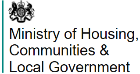 Ministry of Housing,
Communities &
Local Government